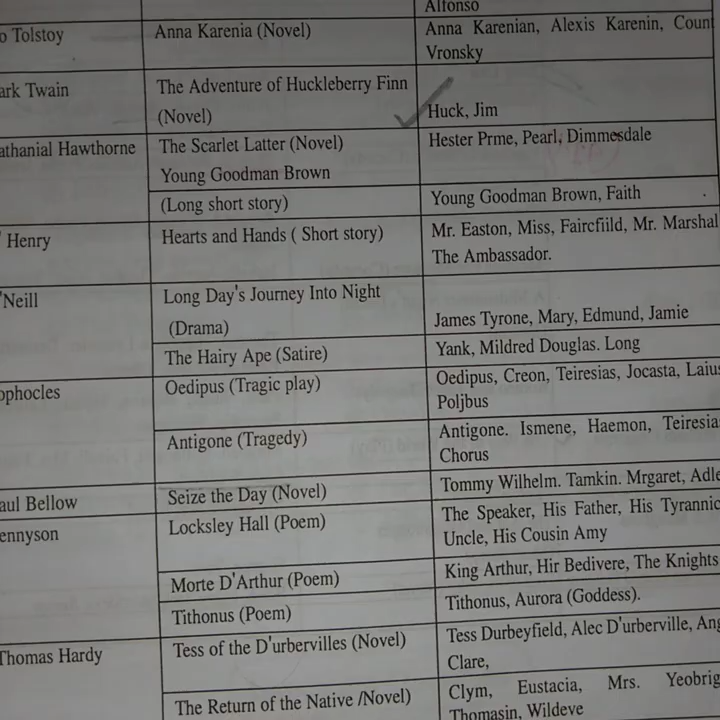 Alfonso
o Tolstoy
Anna Karenia (Novel)
Anna Karenian, Alexis Karenin, Coun
Vronsky
ark Twain
The Adventure of Huckleberry Finn
(Novel)
Huck, Jim
athanial Hawthorne
The Scarlet Latter (Novel)
Hester Prme, Pearl, Dimmesdale
Young Goodman Brown
(Long short story)
Young Goodman Brown, Faith
' Henry
Hearts and Hands ( Short story)
Mr. Easton, Miss, Faircfiild, Mr. Marshal
The Ambassador.
'Neill
Long Day's Journey Into Night
(Drama)
James Tyrone, Mary, Edmund, Jamie
The Hairy Ape (Satire)
Yank, Mildred Douglas. Long
ophocles
Oedipus (Tragic play)
Oedipus, Creon, Teiresias, Jocasta, Laius
Poljbus
Antigone (Tragedy)
Antigone. Ismene, Haemon, Teiresia
Chorus
aul Bellow
Seize the Day (Novel)
Tommy Wilhelm. Tamkin. Mrgaret, Adle
ennyson
Locksley Hall (Poem)
The Speaker, His Father, His Tyrannic
Uncle, His Cousin Amy
Morte D'Arthur (Poem)
King Arthur, Hir Bedivere, The Knights
Tithonus (Poem)
Tithonus, Aurora (Goddess).
Thomas Hardy
Tess of the D'urbervilles (Novel)
Tess Durbeyfield, Alec D'urberville, Ang
Clare,
The Return of the Native /Novel)
Clym, Eustacia, Mrs. Yeobrig
Thomasin, Wildeve